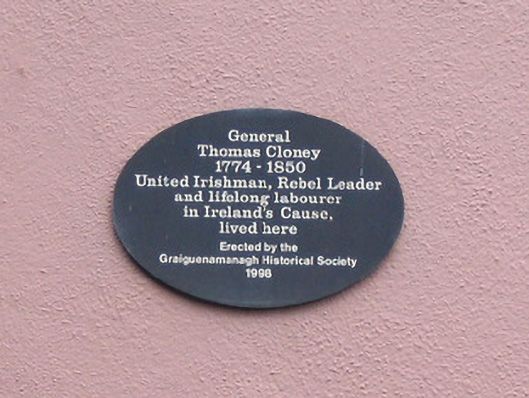 General
Thomas Cloney
1774 - 1850
United Irishman, Rebel Leader
and lifelong labourer
in Ireland's Cause,
lived here
Erected by the
Graiguenamanagh Historical Society
1998